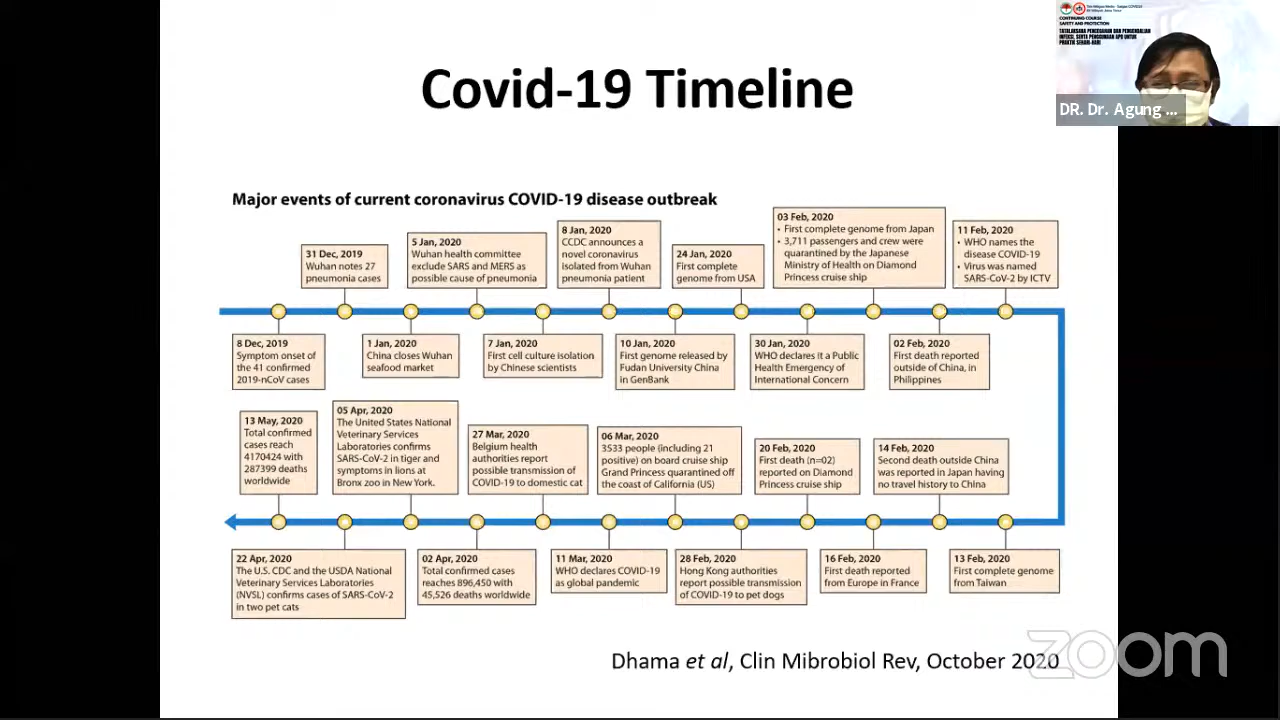 Covid-19 Timeline
CONTINUING COURSE
SAFETY AND PROTECTION
TATALAKSANA PENCEGAHAN DAN PENGENDALIAN
INFEKSI, SERTA PENGGUNAAN APD UNTUK
PRAKTIK SEHARI-HARI
DR. Dr. Agung ...
Major events of current coronavirus COVID-19 disease outbreak
31 Dec, 2019
Wuhan notes 27
pneumonia cases
5 Jan, 2020
Wuhan health committee
exclude SARS and MERS as
possible cause of pneumonia
8 Jan, 2020
CCDC announces a
novel coronavirus
isolated from Wuhan
pneumonia patient
24 Jan, 2020
First complete
genome from USA
03 Feb, 2020
• First complete genome from Japan
• 3,711 passengers and crew were
quarantined by the Japanese
Ministry of Health on Diamond
Princess cruise ship
11 Feb, 2020
• WHO names the
disease COVID-19
• Virus was named
SARS-CoV-2 by ICTV
8 Dec, 2019
Symptom onset of
the 41 confirmed
2019-nCoV cases
1 Jan, 2020
China closes Wuhan
seafood market
7 Jan, 2020
First cell culture isolation
by Chinese scientists
10 Jan, 2020
First genome released by
Fudan University China
in GenBank
30 Jan, 2020
WHO declares it a Public
Health Emergency of
International Concern
02 Feb, 2020
First death reported
outside of China, in
Philippines
13 May, 2020
Total confirmed
cases reach
4170424 with
287399 deaths
worldwide
05 Apr, 2020
The United States National
Veterinary Services
Laboratories confirms
SARS-CoV-2 in tiger and
symptoms in lions at
Bronx zoo in New York.
27 Mar, 2020
Belgium health
authorities report
possible transmission of
COVID-19 to domestic cat
06 Mar, 2020
3533 people (including 21
positive) on board cruise ship
Grand Princess quarantined off
the coast of California (US)
20 Feb, 2020
First death (n=02)
reported on Diamond
Princess cruise ship
14 Feb, 2020
Second death outside China
was reported in Japan having
no travel history to China
22 Apr, 2020
The U.S. CDC and the USDA National
Veterinary Services Laboratories
(NVSL) confirms cases of SARS-CoV-2
in two pet cats
02 Apr, 2020
Total confirmed cases
reaches 896,450 with
45,526 deaths worldwide
11 Mar, 2020
WHO declares COVID-19
as global pandemic
28 Feb, 2020
Hong Kong authorities
report possible transmission
of COVID-19 to pet dogs
16 Feb, 2020
First death reported
from Europe in France
13 Feb, 2020
First complete genome
from Taiwan
Dhama et al, Clin Mibrobiol Rev, October 2020
zoom